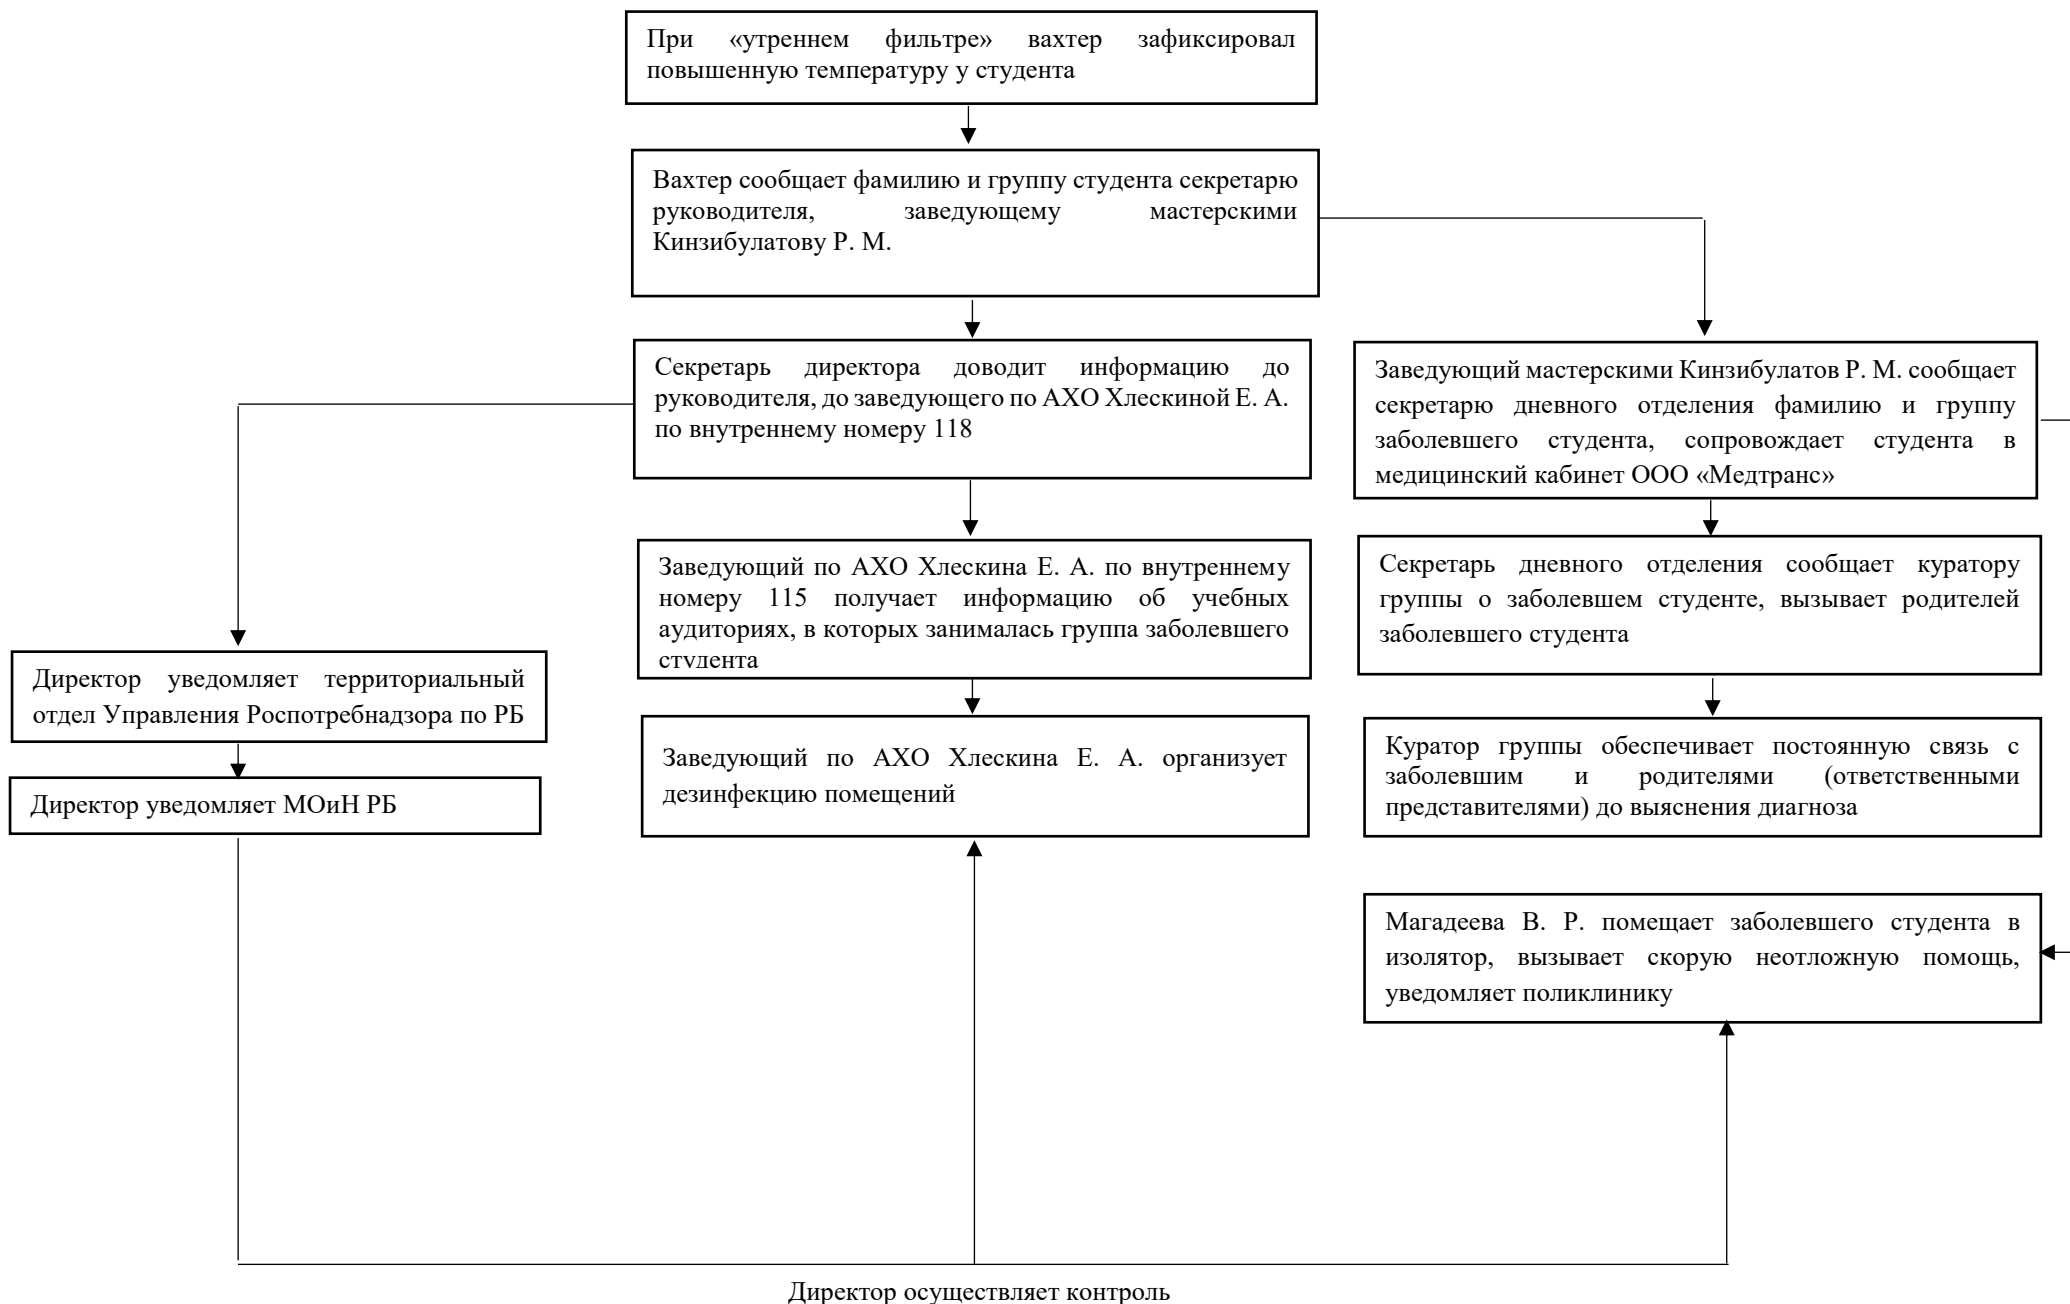 При «утреннем фильтре» вахтер зафиксировал
повышенную температуру у студента
Вахтер сообщает фамилию и группу студента секретарю
руководителя, заведующему мастерскими
Кинзибулатову Р. М.
Секретарь директора доводит информацию до
руководителя, до заведующего по АХО Хлескиной Е. А.
по внутреннему номеру 118
Заведующий мастерскими Кинзибулатов Р. М. сообщает
секретарю дневного отделения фамилию и группу
заболевшего студента, сопровождает студента в
медицинский кабинет ООО «Медтранс»
Заведующий по АХО Хлескина Е. А. по внутреннему
номеру 115 получает информацию об учебных
аудиториях, в которых занималась группа заболевшего
студента
Секретарь дневного отделения сообщает куратору
группы о заболевшем студенте, вызывает родителей
заболевшего студента
Директор уведомляет территориальный
отдел Управления Роспотребнадзора по РБ
Заведующий по АХО Хлескина Е. А. организует
дезинфекцию помещений
Куратор группы обеспечивает постоянную связь с
заболевшим и родителями (ответственными
представителями) до выяснения диагноза
Директор уведомляет МОиН РБ
Магадеева В. Р. помещает заболевшего студента в
изолятор, вызывает скорую неотложную помощь,
уведомляет поликлинику
Директор осуществляет контроль